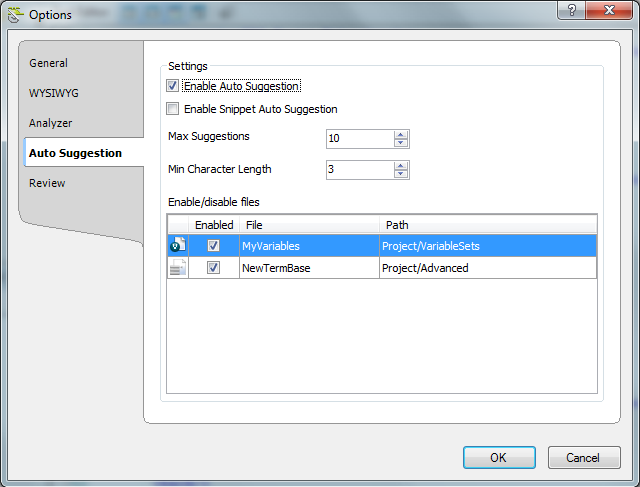 Options
General
WYSIWYG
Analyzer
Auto Suggestion
Review
Settings
Enable Auto Suggestion
Enable Snippet Auto Suggestion
Max Suggestions 10
Min Character Length 3
Enable/disable files
Enabled File Path
MyVariables Project/VariableSets
NewTermBase Project/Advanced
OK Cancel